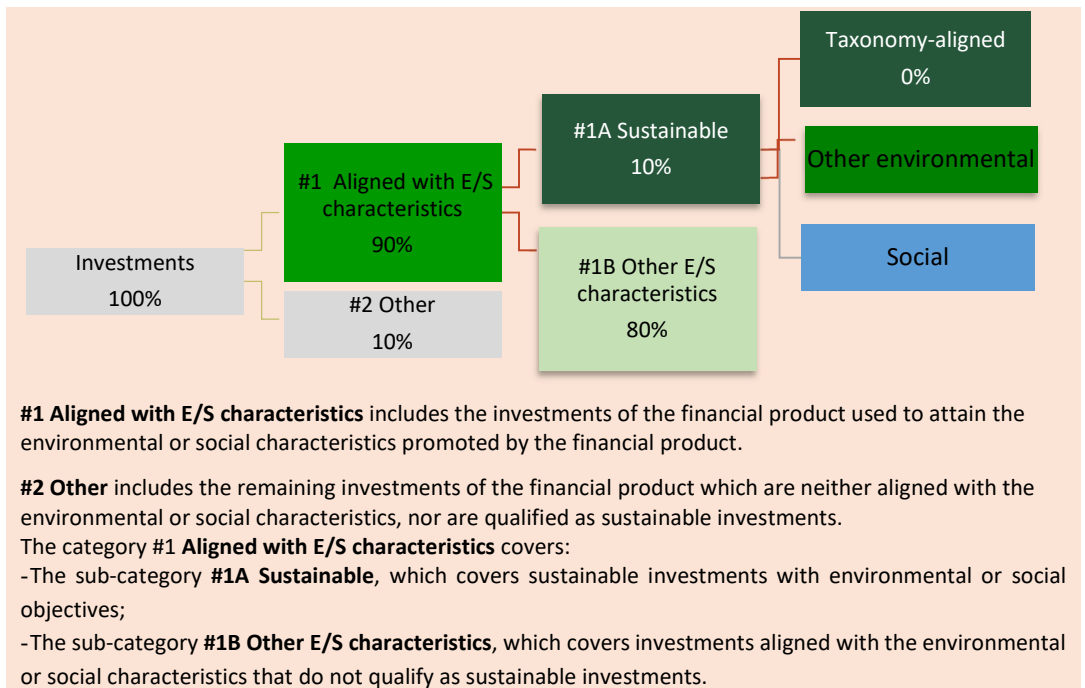 Taxonomy-aligned
0%
#1A Sustainable
10%
Other environmental
#1 Aligned with E/S
characteristics
90%
Social
#1B Other E/S
characteristics
80%
Investments
100%
#2 Other
10%
#1 Aligned with E/S characteristics includes the investments of the financial product used to attain the
environmental or social characteristics promoted by the financial product.
#2 Other includes the remaining investments of the financial product which are neither aligned with the
environmental or social characteristics, nor are qualified as sustainable investments.
The category #1 Aligned with E/S characteristics covers:
-The sub-category #1A Sustainable, which covers sustainable investments with environmental or social
objectives;
-The sub-category #1B Other E/S characteristics, which covers investments aligned with the environmental
or social characteristics that do not qualify as sustainable investments.